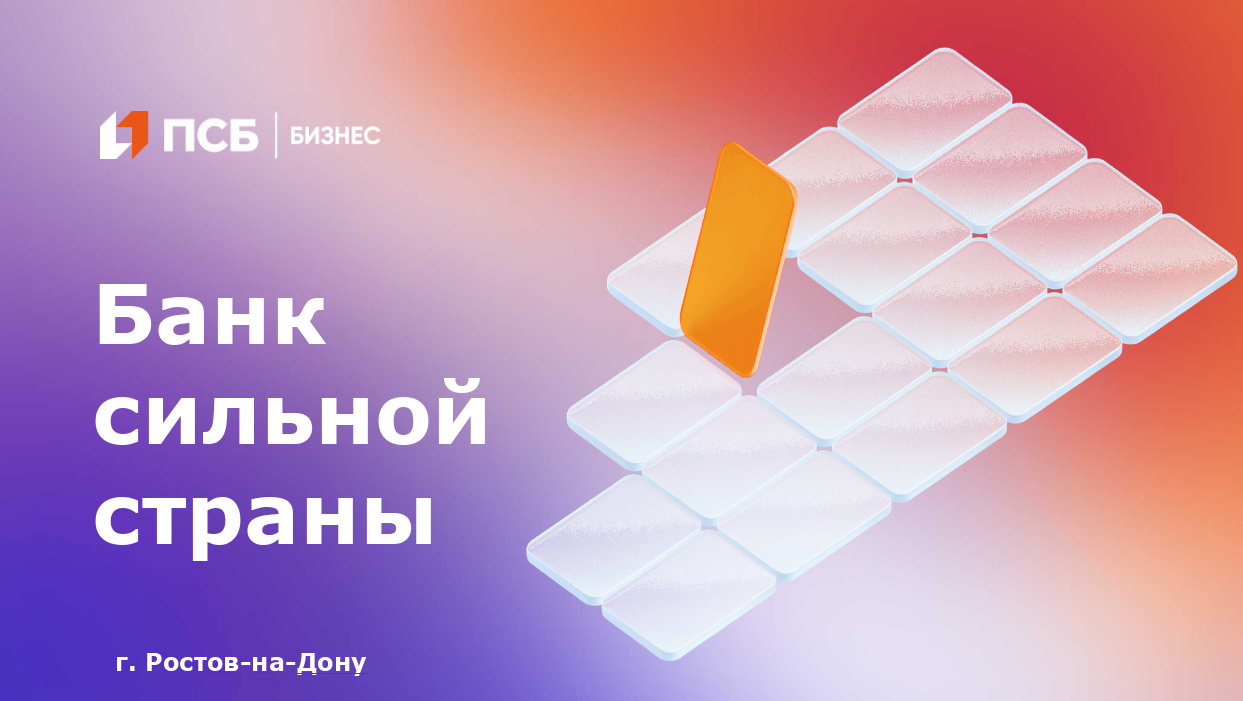 ПСБ | БИЗНЕС
Банк
сильной
страны
г. Ростов-на-Дону